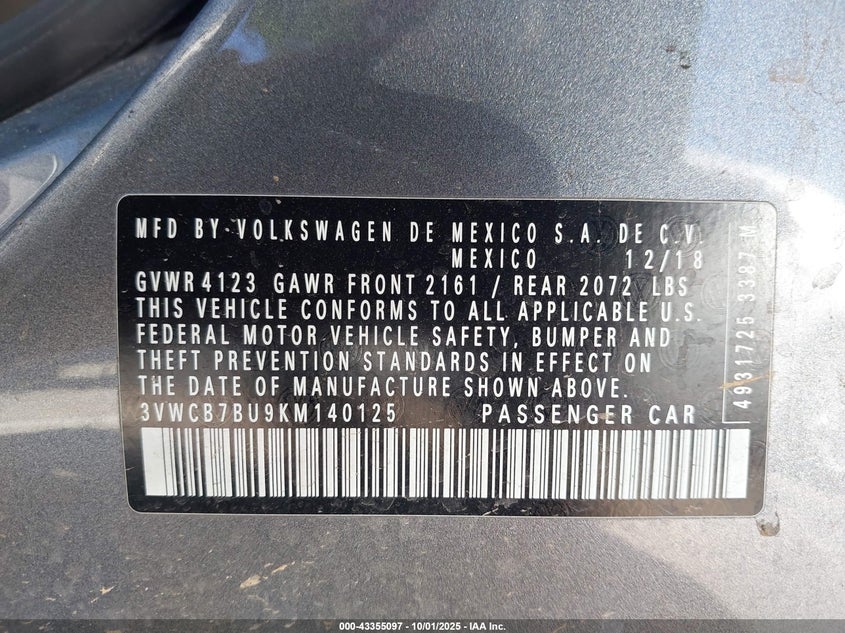 MFD BY VOLKSWAGEN DE MEXICO S.A. DE C.V.
MEXICO 12/18
GVWR 4123 GAWR FRONT 2161 / REAR 2072 LBS
THIS VEHICLE CONFORMS TO ALL APPLICABLE U.S.
FEDERAL MOTOR VEHICLE SAFETY, BUMPER AND
THEFT PREVENTION STANDARDS IN EFFECT ON
THE DATE OF MANUFACTURE SHOWN ABOVE.
3VWCB7BU9KM140125 PASSENGER CAR
4931725 3387 M
000-43355097 - 10/01/2025 - IAA Inc.